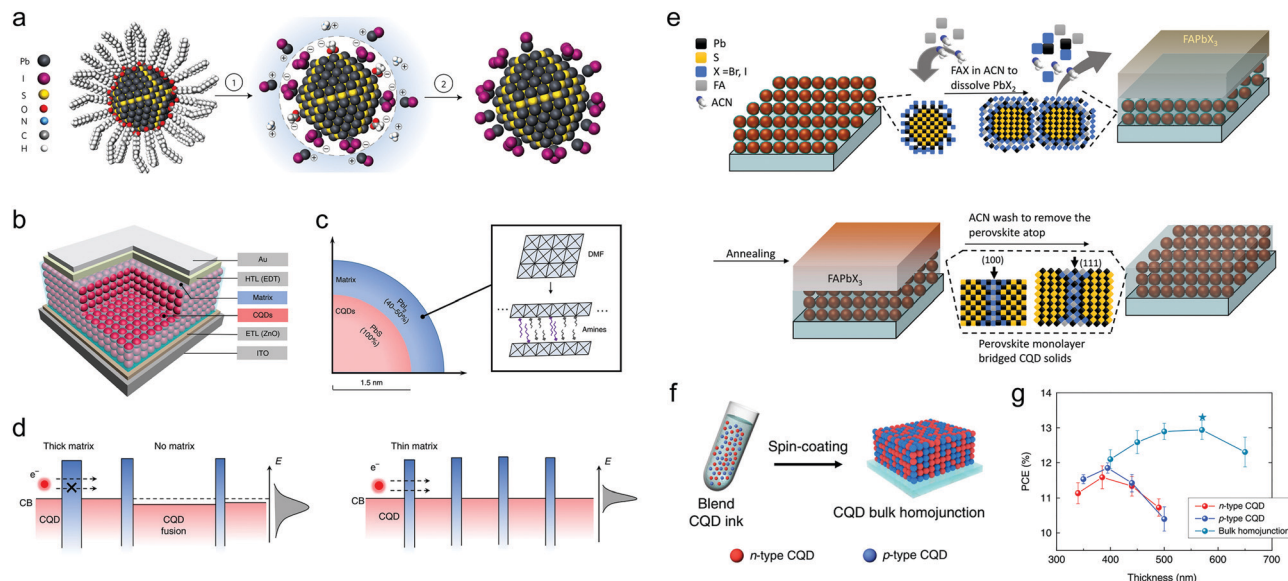 a
Pb
I
S
O
N
C
H
1
2
b
Au
HTL (EDT)
Matrix
CQDs
ETL (ZnO)
ITO
c
Matrix
PbI2
(40–50%)
CQDs
PbS
(100%)
1.5 nm
DMF
Amines
d
Thick matrix
No matrix
e−
CB
CQD
CQD
fusion
E
Thin matrix
e−
CB
CQD
E
e
Pb
S
X =Br, I
FA
ACN
FAX in ACN to
dissolve PbX2
FAPbX3
Annealing
FAPbX3
ACN wash to remove the
perovskite atop
(100)
(111)
Perovskite monolayer
bridged CQD solids
f
Spin-coating
Blend
CQD ink
CQD bulk homojunction
n-type CQD
p-type CQD
g
PCE (%)
13
12
11
10
n-type CQD
p-type CQD
Bulk homojunction
300
400
500
600
700
Thickness (nm)